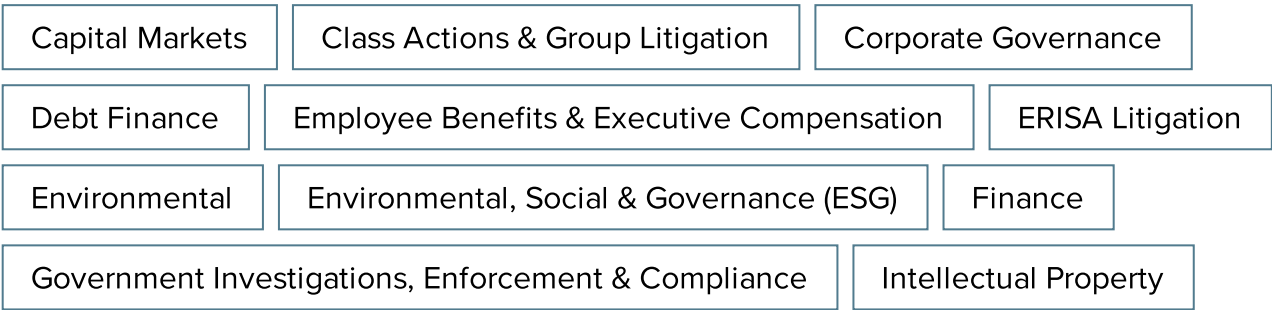 Capital Markets Class Actions & Group Litigation Corporate Governance
Debt Finance Employee Benefits & Executive Compensation ERISA Litigation
Environmental Environmental, Social & Governance (ESG) Finance
Government Investigations, Enforcement & Compliance Intellectual Property